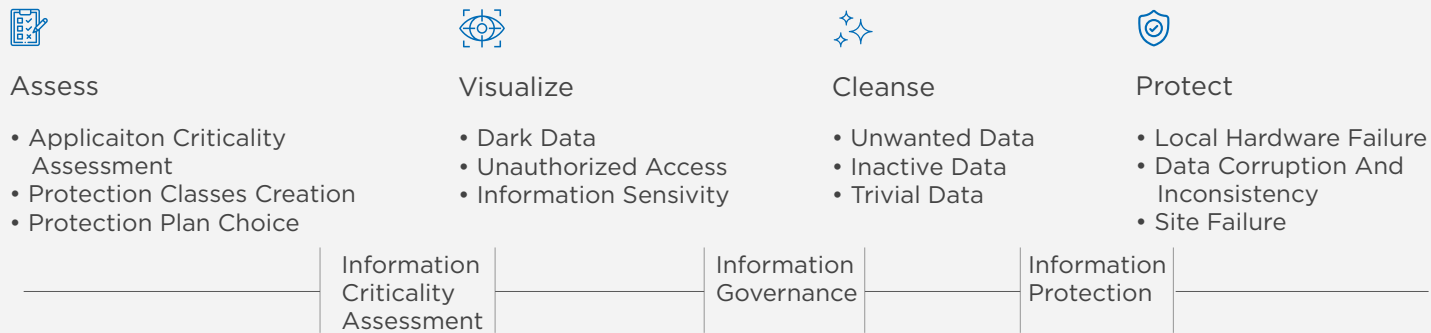 Assess
• Applicaiton Criticality
Assessment
• Protection Classes Creation
• Protection Plan Choice
Visualize
• Dark Data
• Unauthorized Access
• Information Sensivity
Cleanse
• Unwanted Data
• Inactive Data
• Trivial Data
Protect
• Local Hardware Failure
• Data Corruption And
Inconsistency
• Site Failure
Information
Criticality
Assessment
Information
Governance
Information
Protection